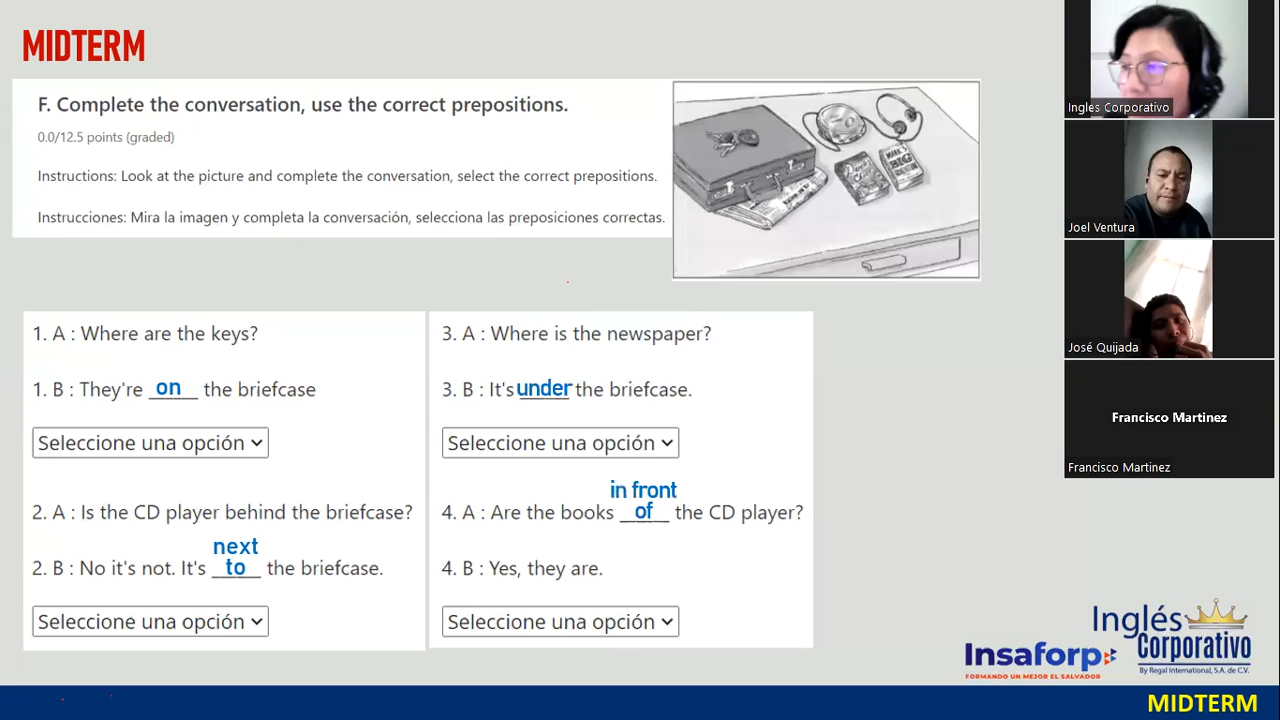 MIDTERM
F. Complete the conversation, use the correct prepositions.
0.0/12.5 points (graded)
Instructions: Look at the picture and complete the conversation, select the correct prepositions.
Instrucciones: Mira la imagen y completa la conversación, selecciona las preposiciones correctas.
1. A : Where are the keys?
1. B : They're on the briefcase
Seleccione una opción
2. A : Is the CD player behind the briefcase?
next
2. B : No it's not. It's to the briefcase.
Seleccione una opción
3. A : Where is the newspaper?
3. B : It's under the briefcase.
Seleccione una opción
in front
4. A : Are the books of the CD player?
4. B : Yes, they are.
Seleccione una opción
Ingles Corporativo
Joel Ventura
José Quijada
Francisco Martinez
Francisco Martinez
Insaforp
FORMANDO UN MEJOR EL SALVADOR
Inglés
Corporativo
By Regal International, S.A. de C.V.
MIDTERM